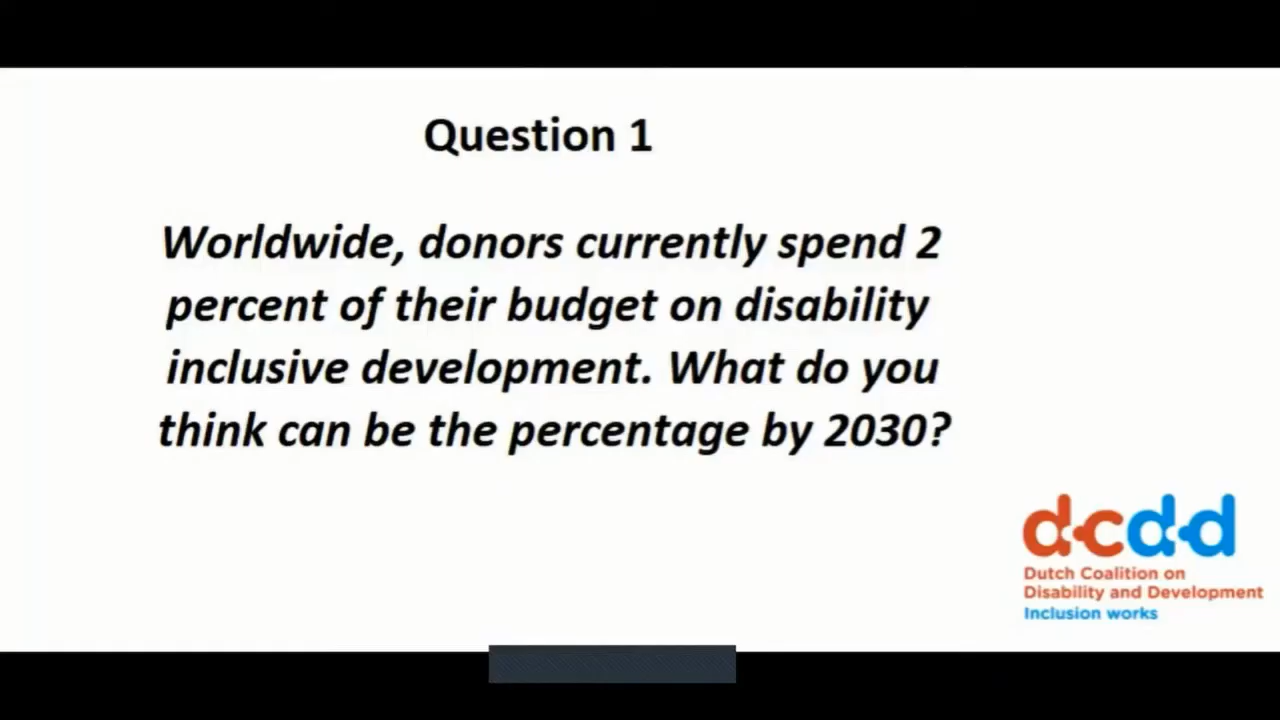 Question 1
Worldwide, donors currently spend 2
percent of their budget on disability
inclusive development. What do you
think can be the percentage by 2030?
dcdd
Dutch Coalition on
Disability and Development
Inclusion works